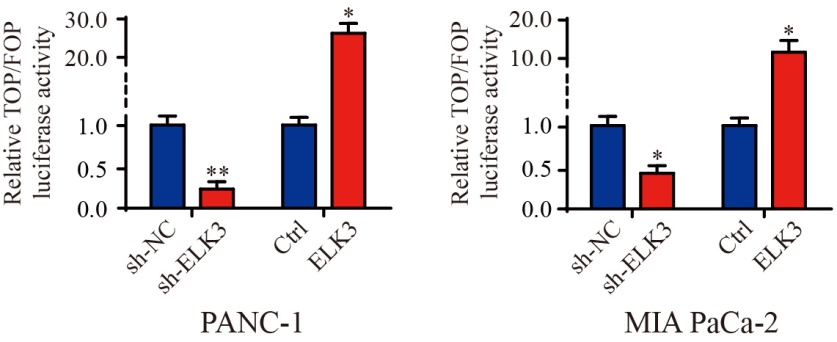 Relative TOP/FOP
luciferase activity
30.0
20.0
1.0
0.5
0.0
*
**
sh-NC
sh-ELK3
Ctrl
ELK3
PANC-1
Relative TOP/FOP
luciferase activity
20.0
10.0
1.0
0.5
0.0
*
*
sh-NC
sh-ELK3
Ctrl
ELK3
MIA PaCa-2